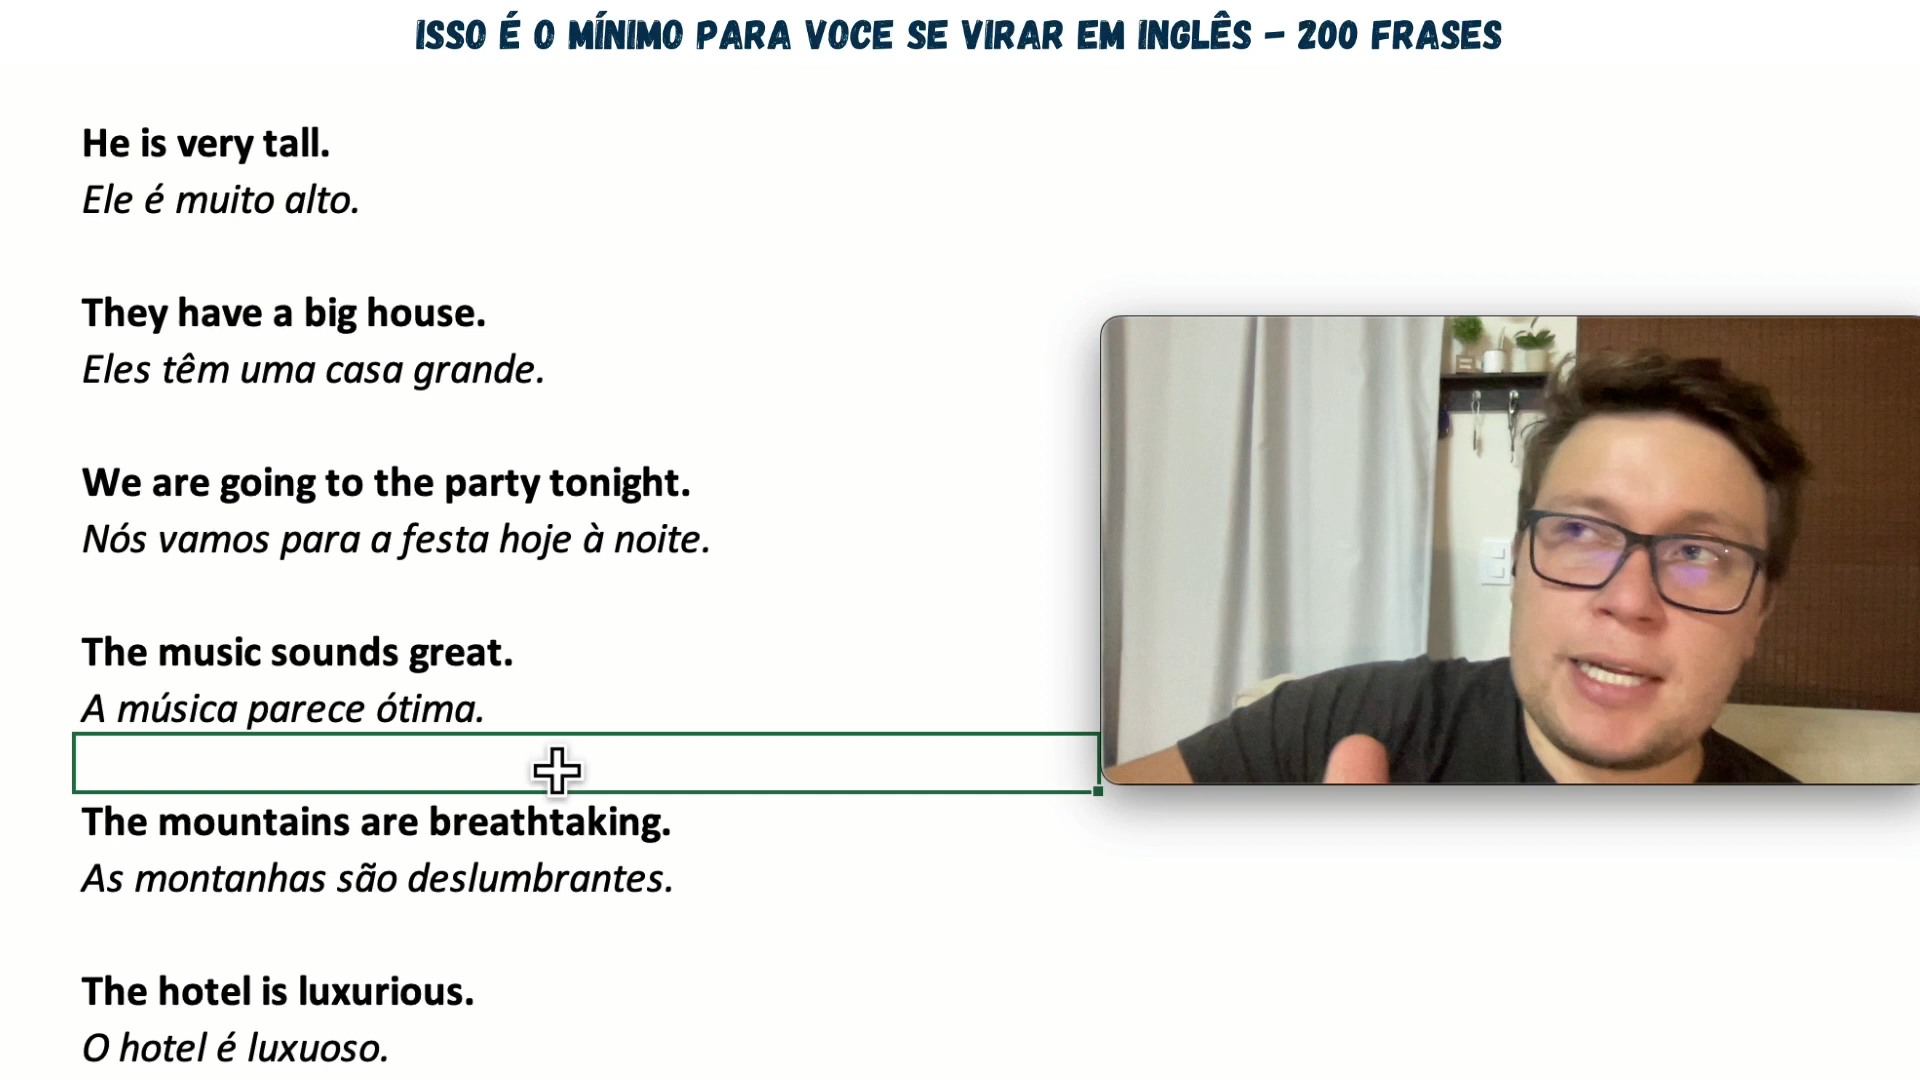 ISSO É O MÍNIMO PARA VOCE SE VIRAR EM INGLÊS – 200 FRASES
He is very tall.
Ele é muito alto.
They have a big house.
Eles têm uma casa grande.
We are going to the party tonight.
Nós vamos para a festa hoje à noite.
The music sounds great.
A música parece ótima.
The mountains are breathtaking.
As montanhas são deslumbrantes.
The hotel is luxurious.
O hotel é luxuoso.